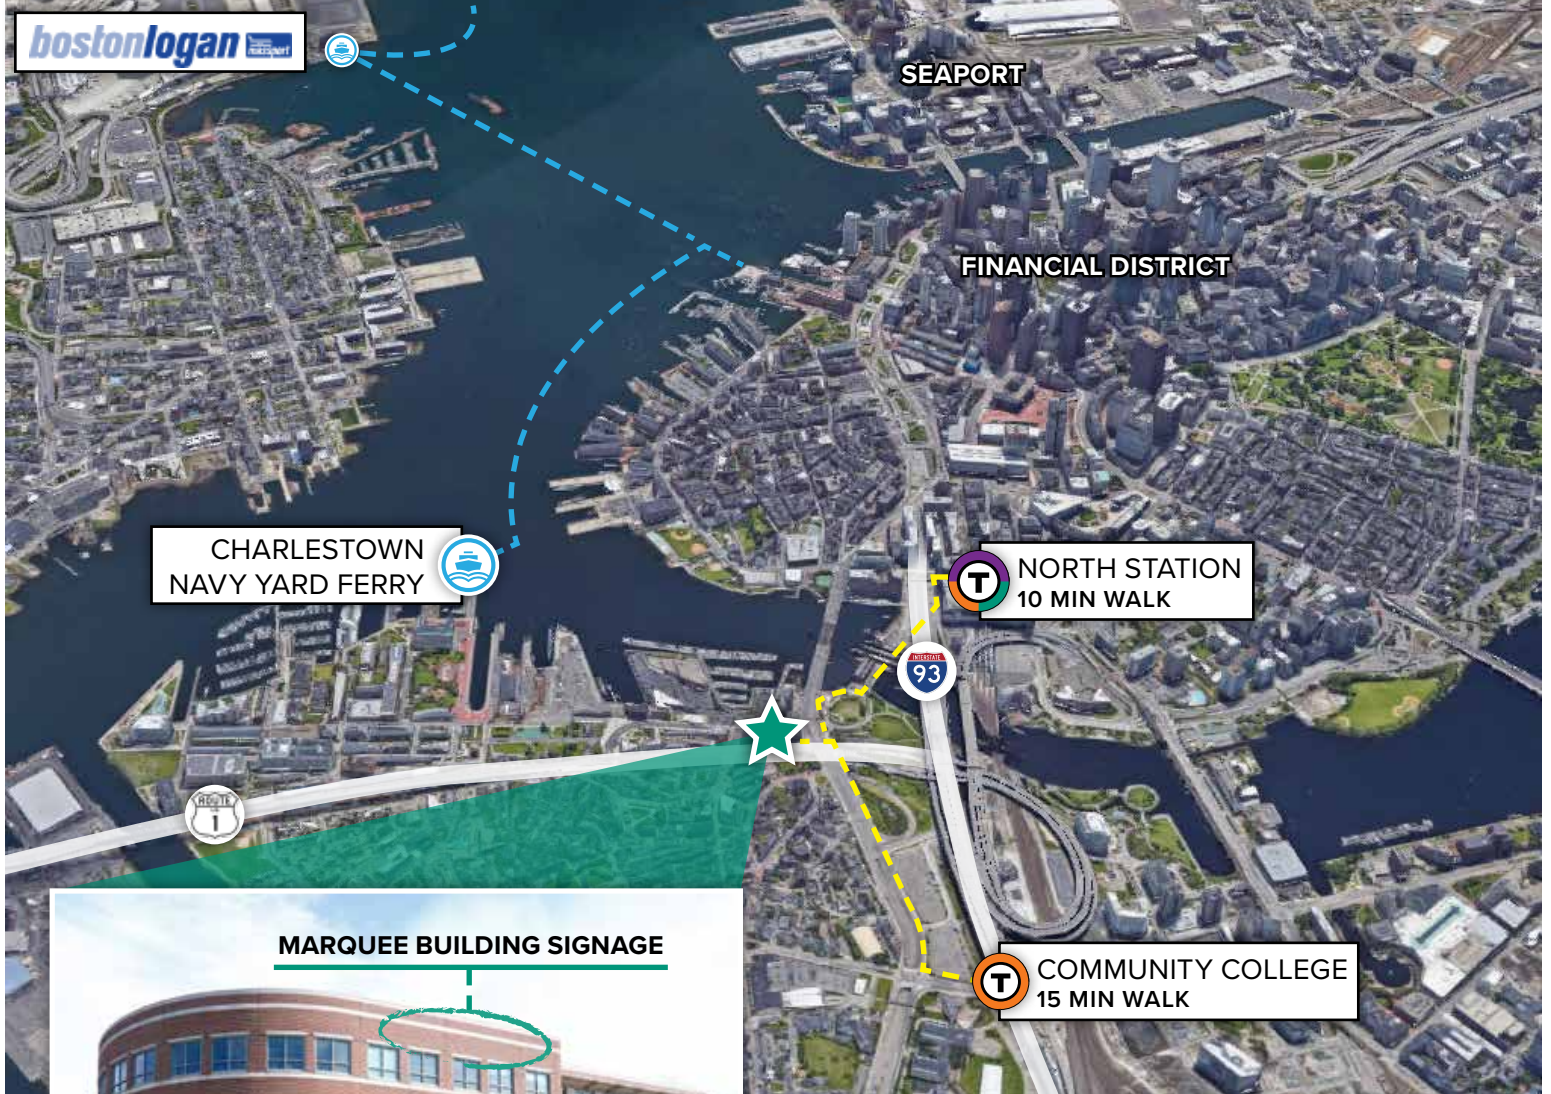 bostonlogan
massport
SEAPORT
FINANCIAL DISTRICT
CHARLESTOWN
NAVY YARD FERRY
T
NORTH STATION
10 MIN WALK
INTERSTATE
93
ROUTE
1
MARQUEE BUILDING SIGNAGE
T
COMMUNITY COLLEGE
15 MIN WALK